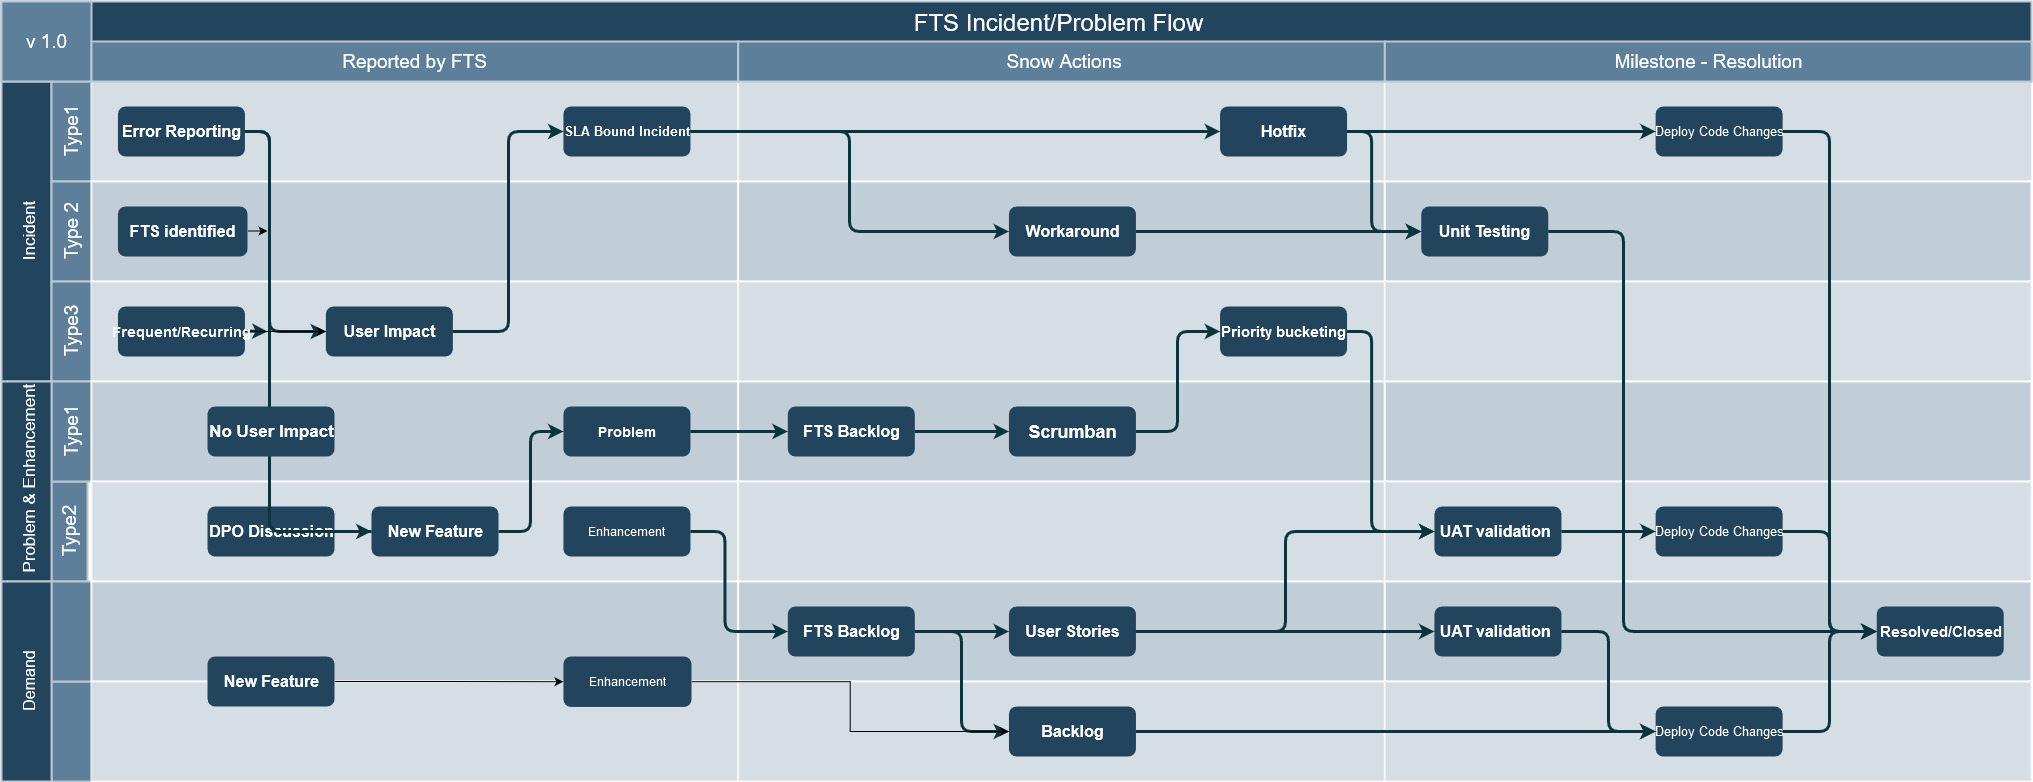 FTS Incident/Problem Flow
v 1.0
Reported by FTS
Snow Actions
Milestone - Resolution
Incident
Type1
Error Reporting
SLA Bound Incident
Hotfix
Deploy Code Changes
Type 2
FTS identified
Workaround
Unit Testing
Type3
Frequent/Recurring
User Impact
Priority bucketing
Problem & Enhancement
Type1
No User Impact
Problem
FTS Backlog
Scrumban
Type2
DPO Discussion
New Feature
Enhancement
UAT validation
Deploy Code Changes
Demand
FTS Backlog
User Stories
UAT validation
Resolved/Closed
New Feature
Enhancement
Backlog
Deploy Code Changes